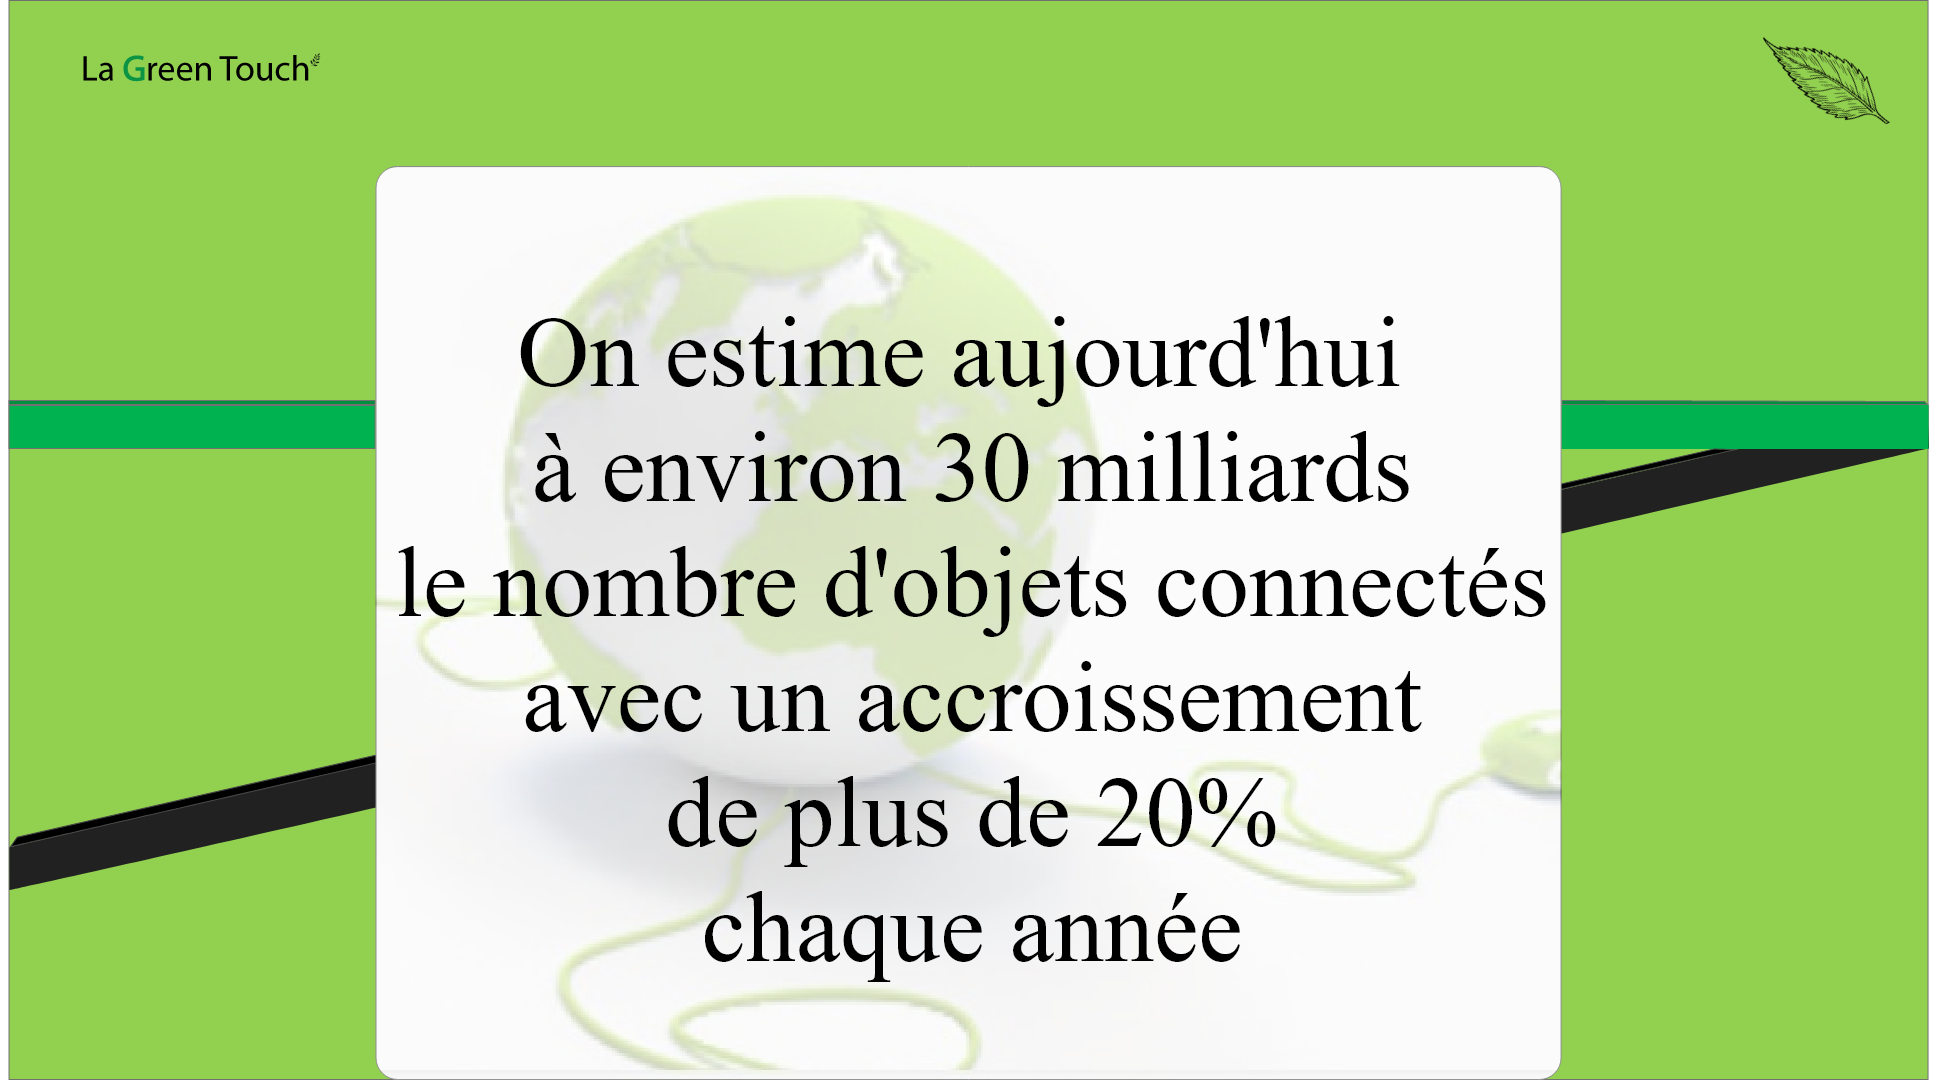 La Green Touch
On estime aujourd'hui
à environ 30 milliards
le nombre d'objets connectés
avec un accroissement
de plus de 20%
chaque année